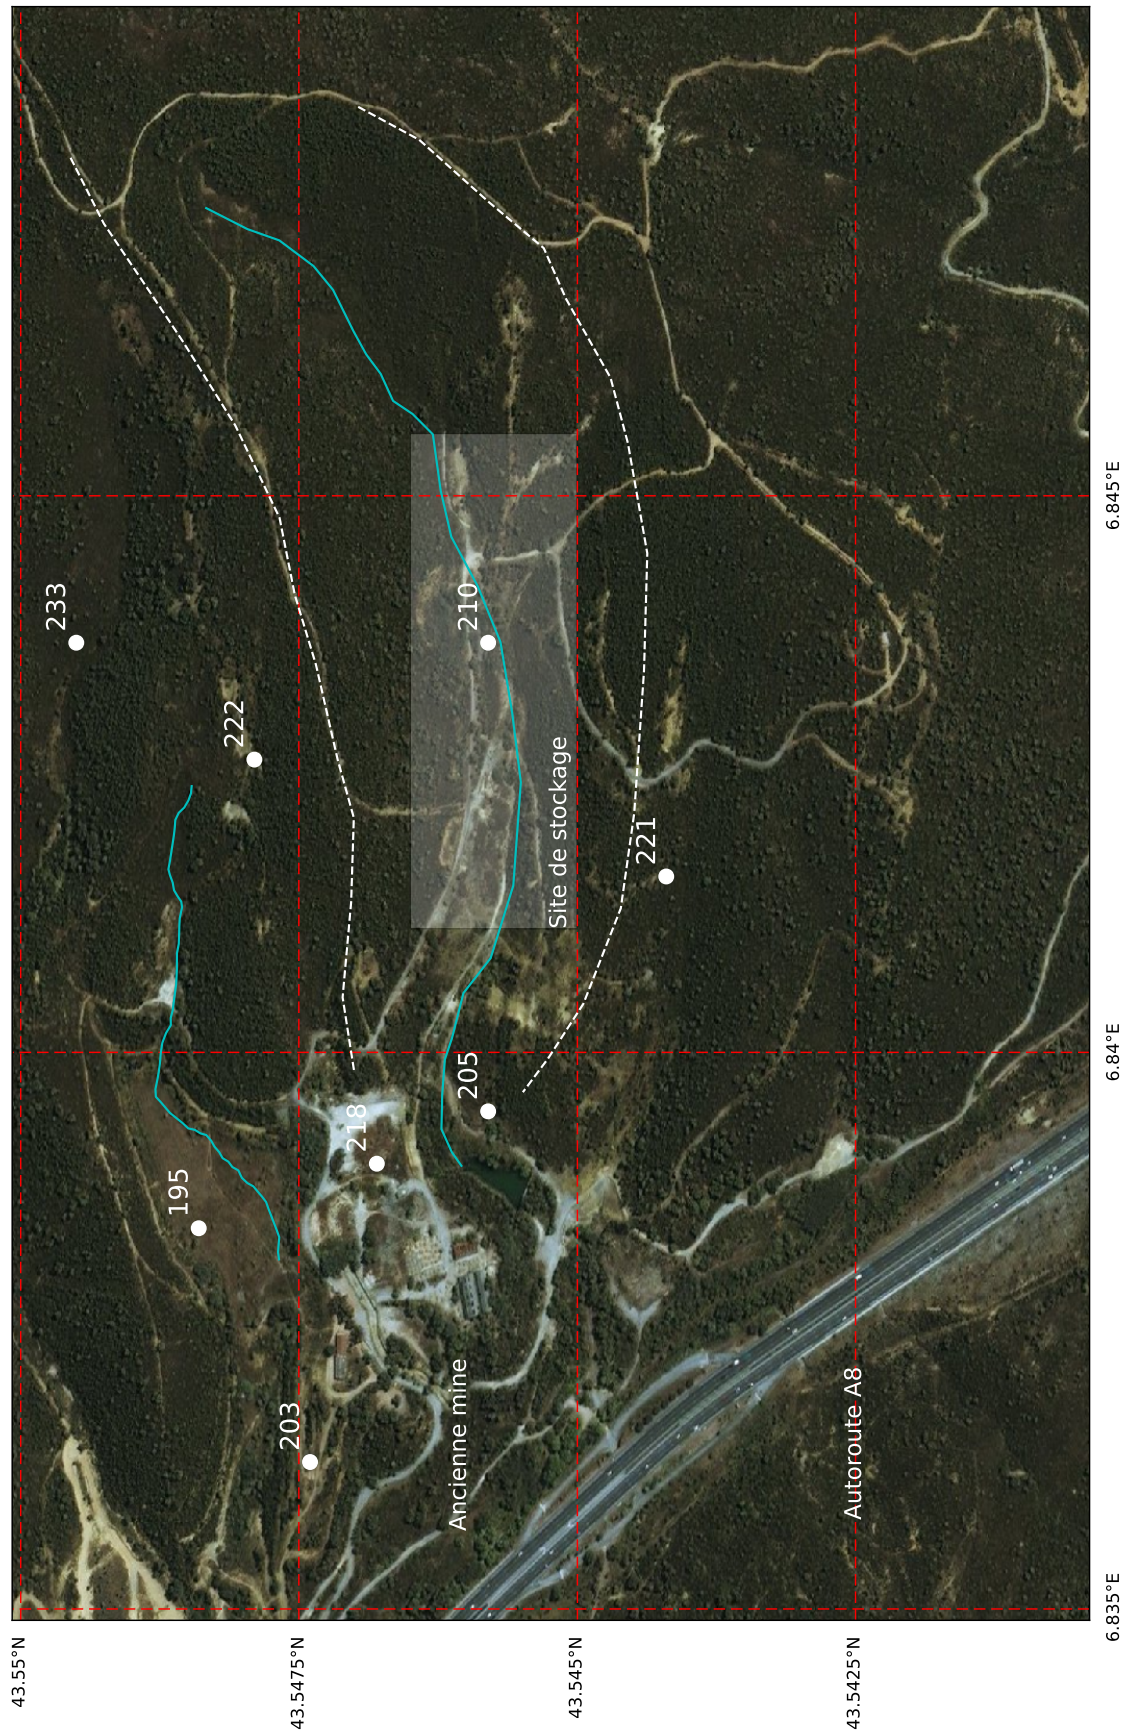 233
222
210
Site de stockage
221
205
218
195
203
Ancienne mine
Autoroute A8
6.845°E
6.84°E
6.835°E
43.55°N
43.5475°N
43.545°N
43.5425°N